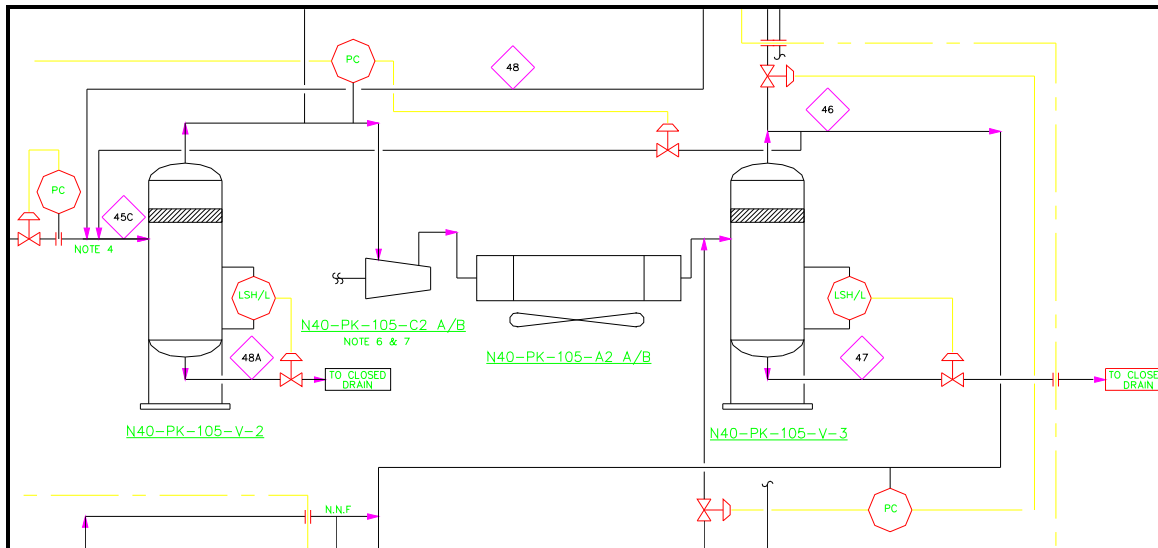 PC
48
46
PC
45C
NOTE 4
LSH/L
LSH/L
N40-PK-105-C2 A/B
NOTE 6 & 7
48A
N40-PK-105-A2 A/B
47
TO CLOSED
DRAIN
TO CLOSED
DRAIN
N40-PK-105-V-2
N40-PK-105-V-3
N.N.F
PC